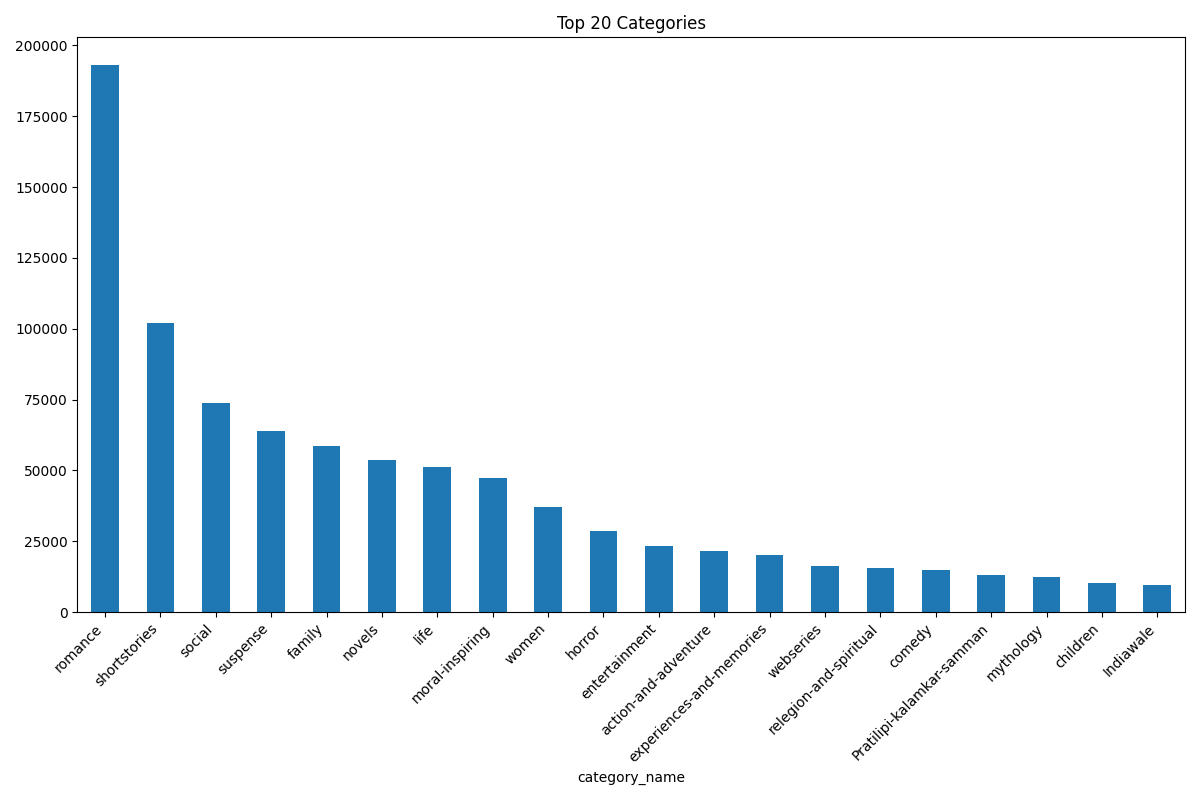 Top 20 Categories
200000
175000
150000
125000
100000
75000
50000
25000
0
romance
shortstories
social
suspense
family
novels
life
moral-inspiring
women
horror
entertainment
action-and-adventure
experiences-and-memories
webseries
relegion-and-spiritual
comedy
Pratilipi-kalamkar-samman
mythology
children
Indiawale
category_name